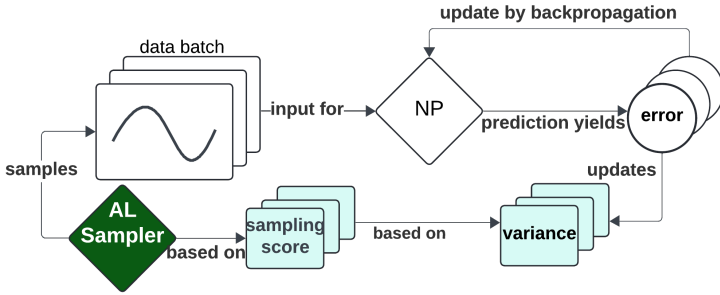 update by backpropagation
data batch
input for
NP
prediction yields
error
samples
updates
AL
Sampler
based on
sampling
score
based on
variance